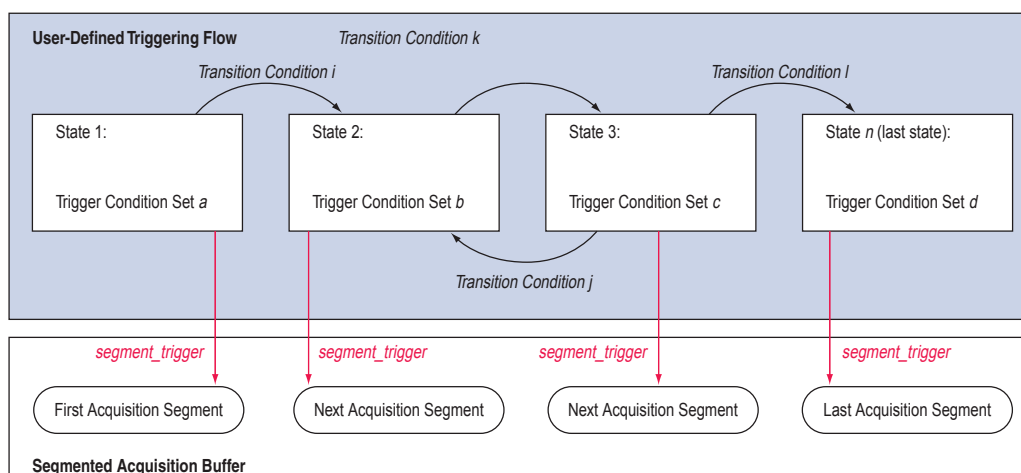 User-Defined Triggering Flow
Transition Condition k
Transition Condition i
Transition Condition l
State 1:
State 2:
State 3:
State n (last state):
Trigger Condition Set a
Trigger Condition Set b
Trigger Condition Set c
Trigger Condition Set d
Transition Condition j
segment_trigger
segment_trigger
segment_trigger
segment_trigger
First Acquisition Segment
Next Acquisition Segment
Next Acquisition Segment
Last Acquisition Segment
Segmented Acquisition Buffer